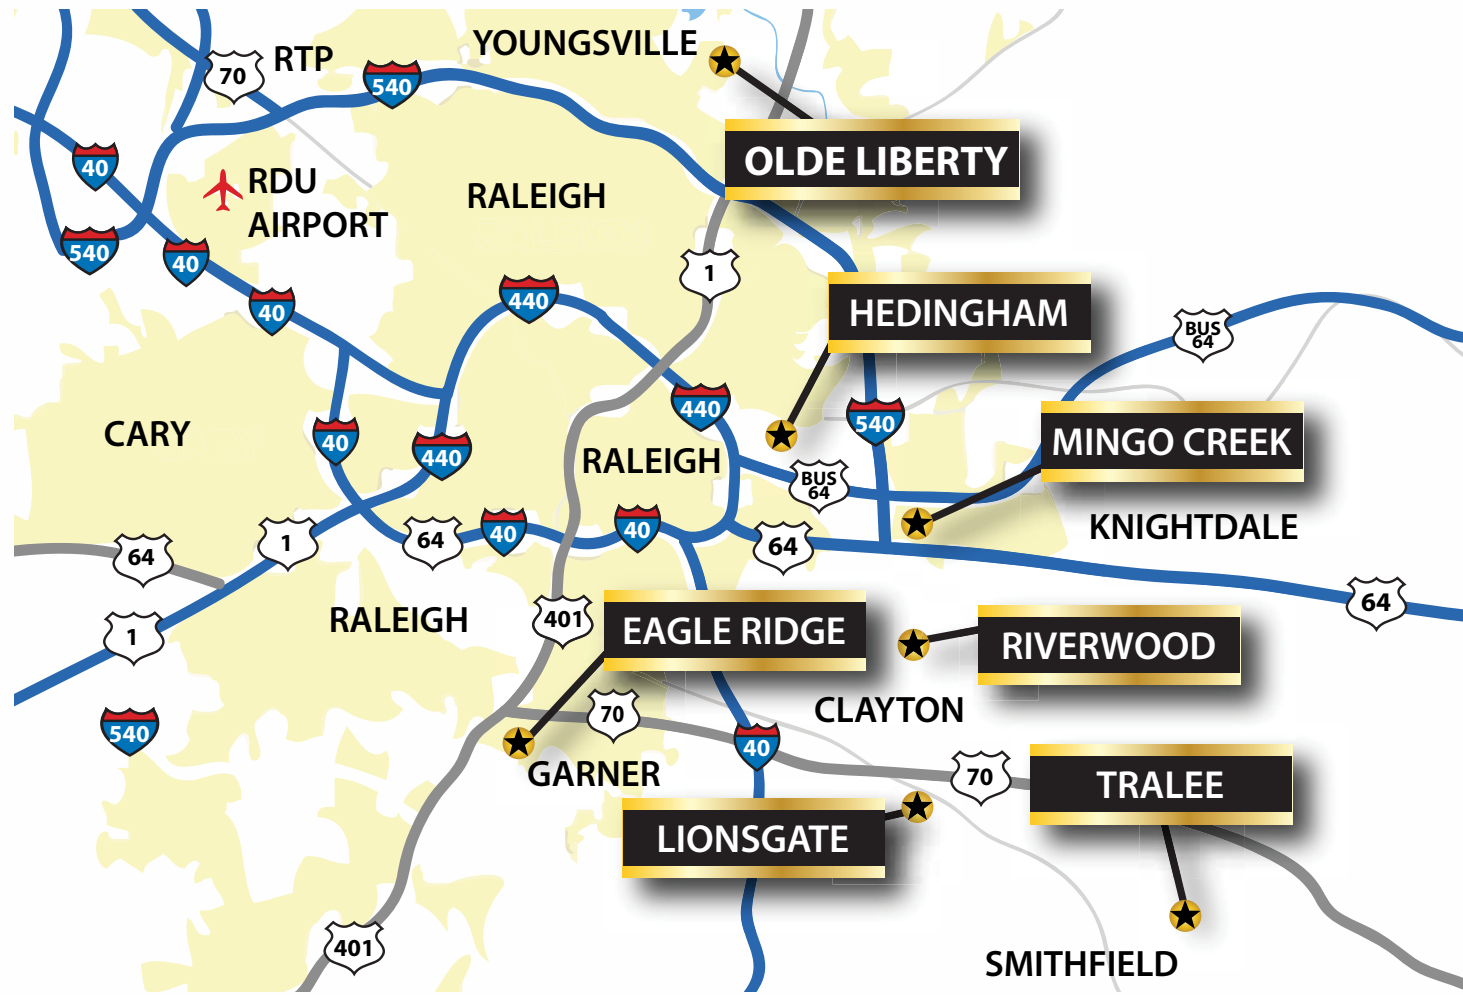 YOUNGSVILLE
RTP
70
540
OLDE LIBERTY
40
RDU
AIRPORT
RALEIGH
540
40
1
40
440
HEDINGHAM
BUS
64
440
540
CARY
40
440
RALEIGH
MINGO CREEK
BUS
64
KNIGHTDALE
64
1
64
40
40
64
64
1
RALEIGH
401
EAGLE RIDGE
RIVERWOOD
540
70
CLAYTON
40
GARNER
70
TRALEE
LIONSGATE
401
SMITHFIELD